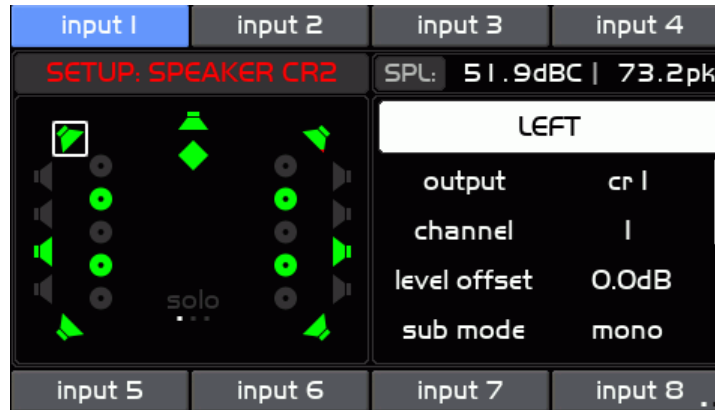 input 1 input 2 input 3 input 4
SETUP: SPEAKER CR2 SPL: 51.9dBC | 73.2pk
LEFT
output cr 1
channel 1
level offset 0.0dB
solo
sub mode mono
input 5 input 6 input 7 input 8